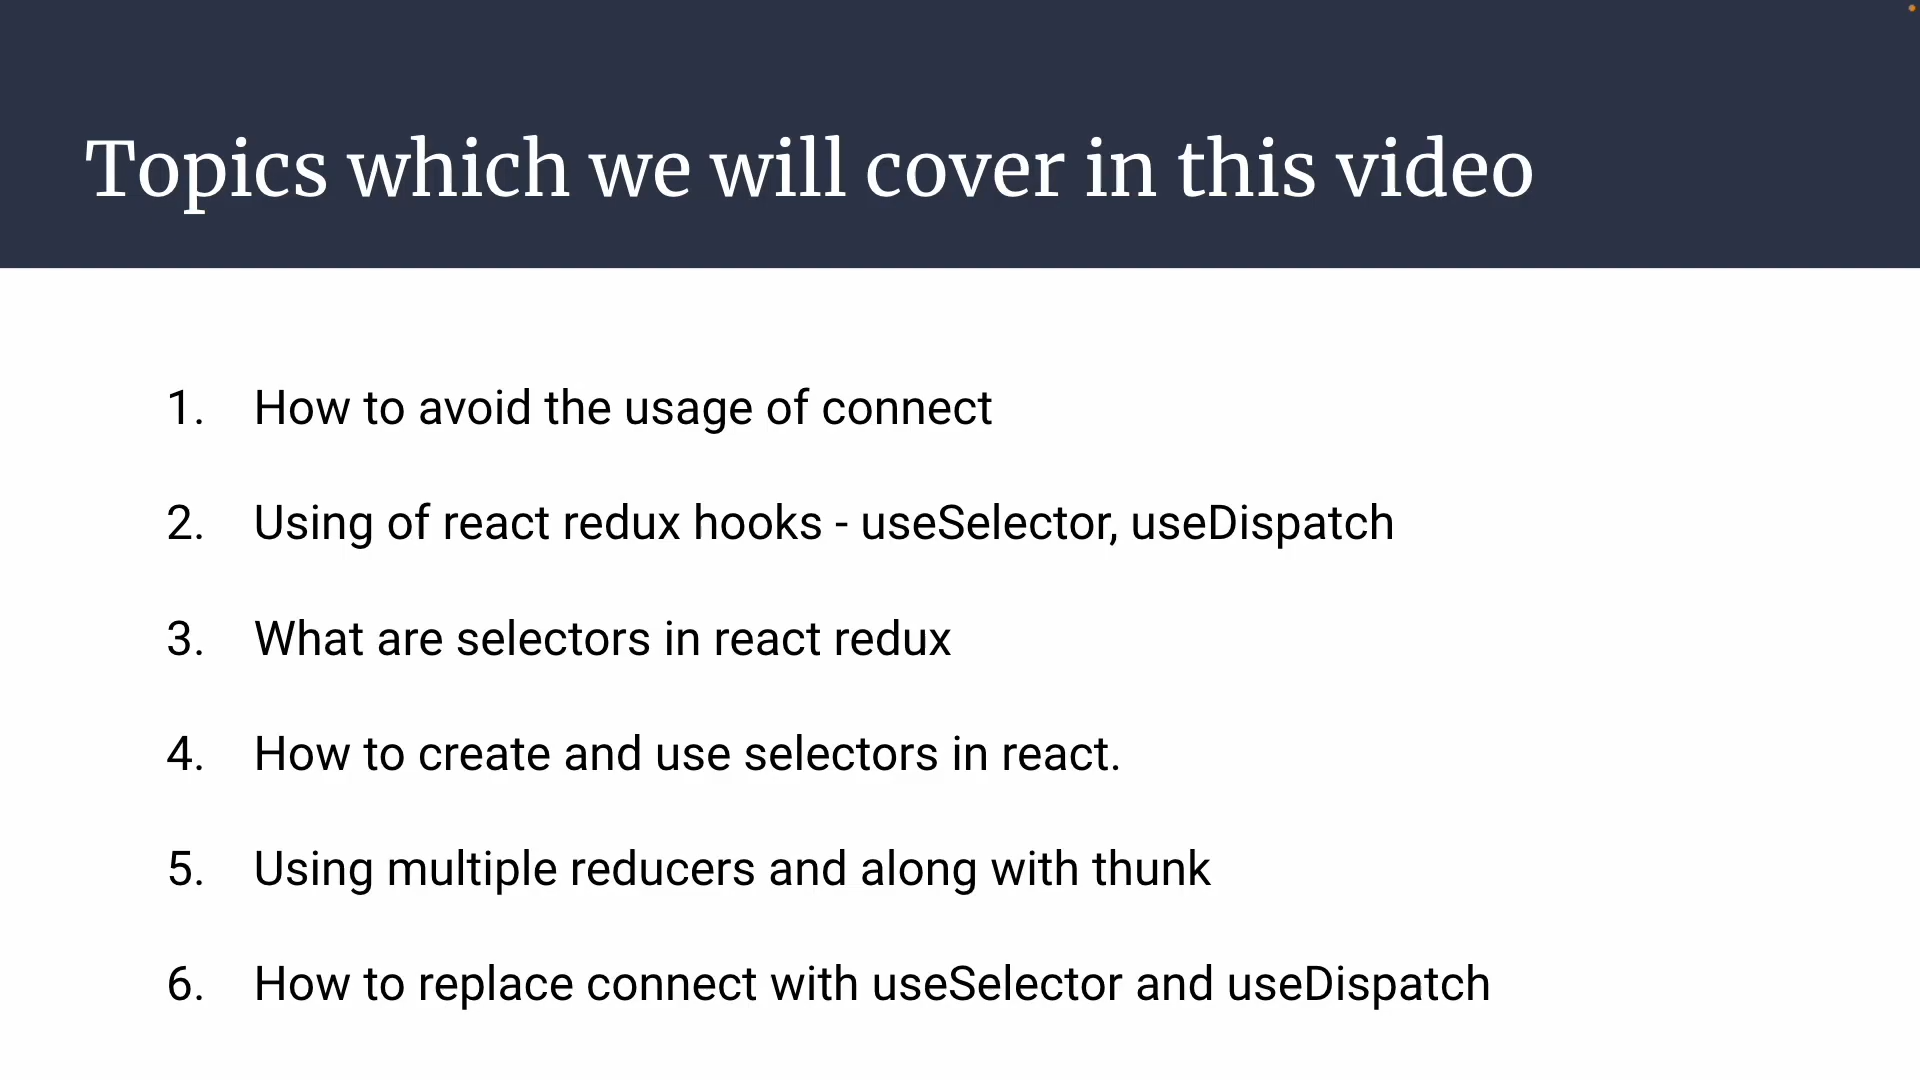 Topics which we will cover in this video
1. How to avoid the usage of connect
2. Using of react redux hooks - useSelector, useDispatch
3. What are selectors in react redux
4. How to create and use selectors in react.
5. Using multiple reducers and along with thunk
6. How to replace connect with useSelector and useDispatch